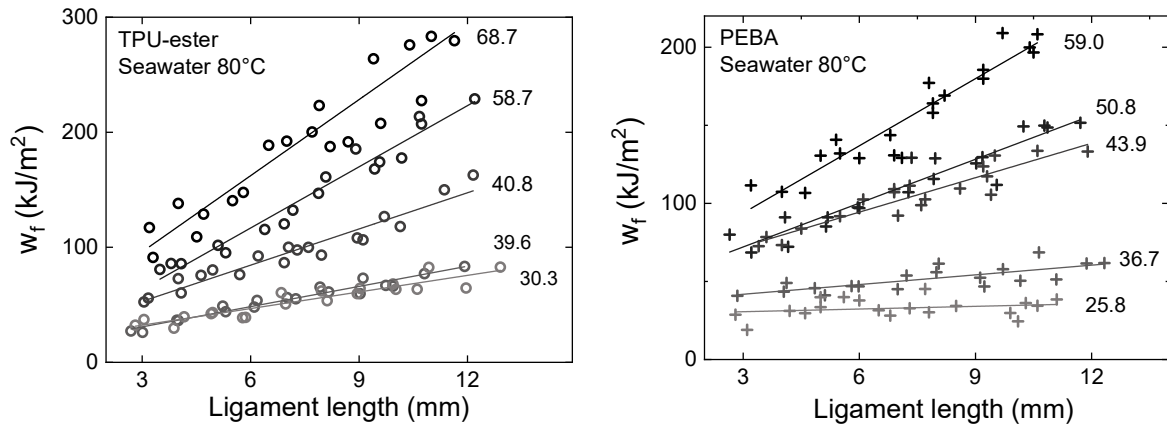 TPU-ester
Seawater 80°C
68.7
58.7
40.8
39.6
30.3
300
200
100
0
w_f (kJ/m²)
3 6 9 12
Ligament length (mm)
PEBA
Seawater 80°C
59.0
50.8
43.9
36.7
25.8
200
100
0
w_f (kJ/m²)
3 6 9 12
Ligament length (mm)